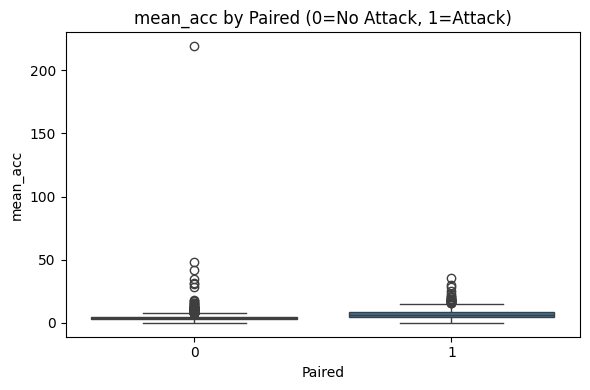 mean_acc by Paired (0=No Attack, 1=Attack)
200
150
100
50
0
mean_acc
0 1
Paired